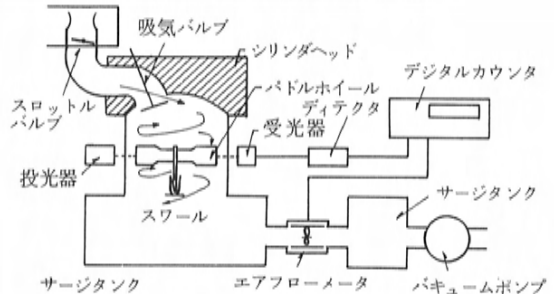 吸気バルブ
シリンダヘッド
スロットル
バルブ
パドルホイール
ディテクタ
デジタルカウンタ
受光器
投光器
スワール
サージタンク
サージタンク
エアフローメータ
バキュームポンプ